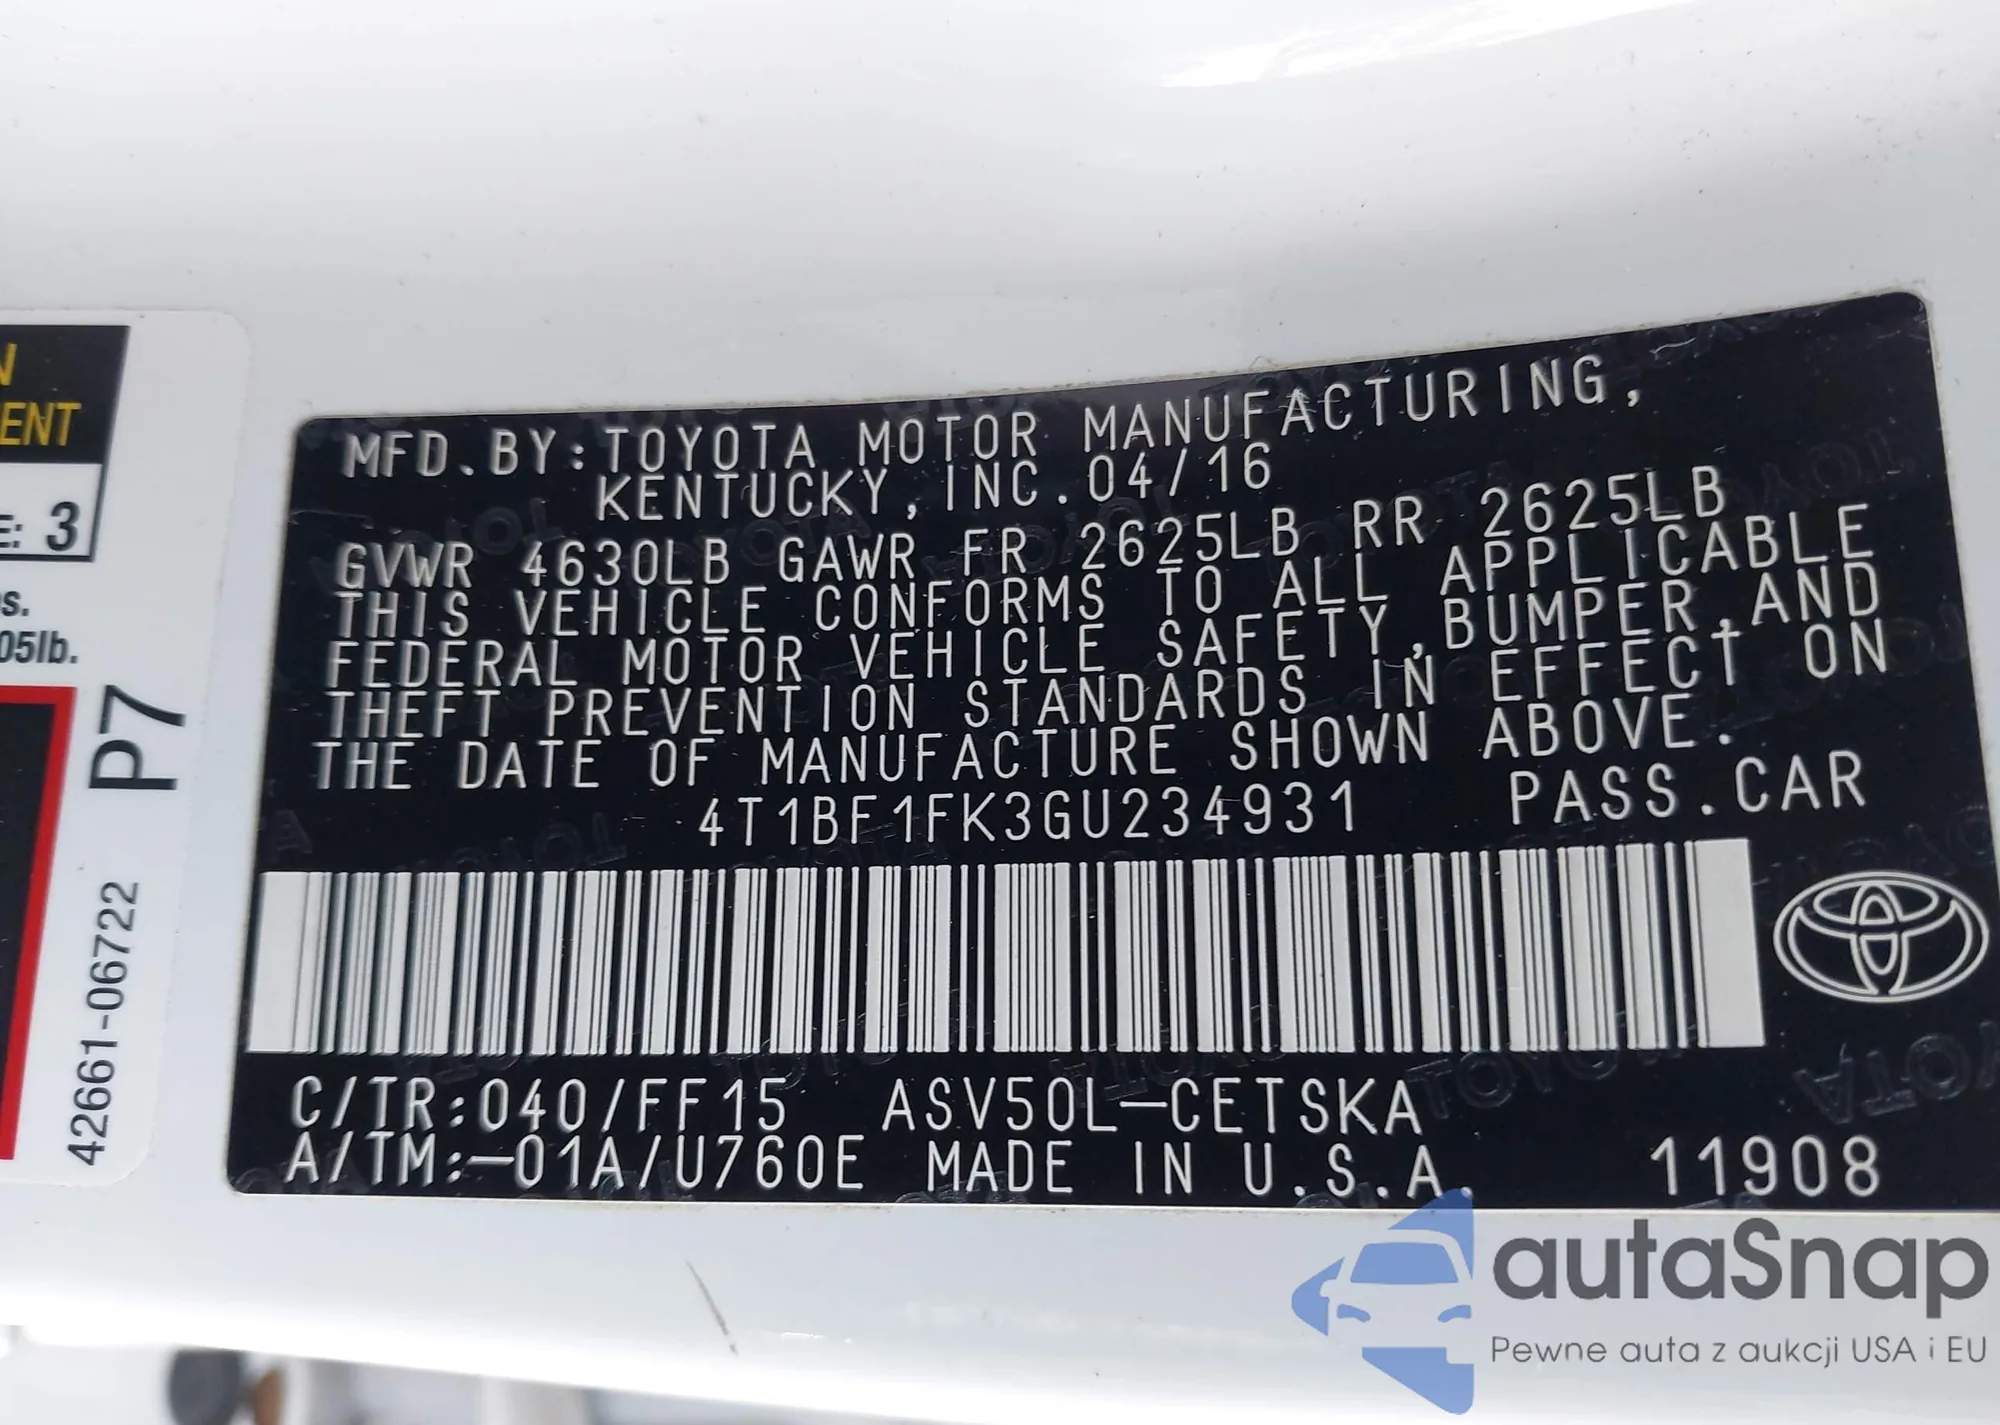 N
ENT
E: 3
s.
05lb.
P7
42661-06722
MFD.BY:TOYOTA MOTOR MANUFACTURING,
KENTUCKY,INC.04/16
GVWR 4630LB GAWR FR 2625LB RR 2625LB
THIS VEHICLE CONFORMS TO ALL APPLICABLE
FEDERAL MOTOR VEHICLE SAFETY,BUMPER,AND
THEFT PREVENTION STANDARDS IN EFFECT ON
THE DATE OF MANUFACTURE SHOWN ABOVE.
4T1BF1FK3GU234931 PASS.CAR
C/TR:040/FF15 ASV50L-CETSKA
A/TM:-01A/U760E MADE IN U.S.A. 11908
autaSnap
Pewne auta z aukcji USA i EU